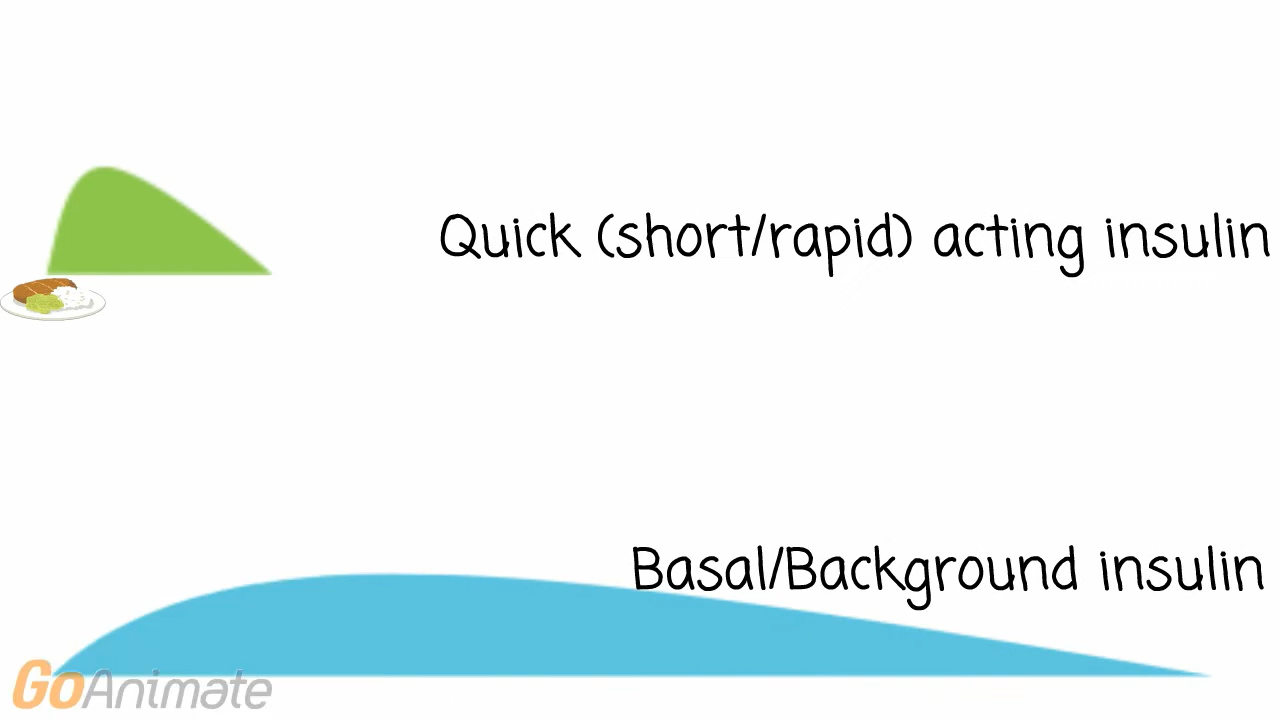 Quick (short/rapid) acting insulin
Basal/Background insulin
GoAnimate